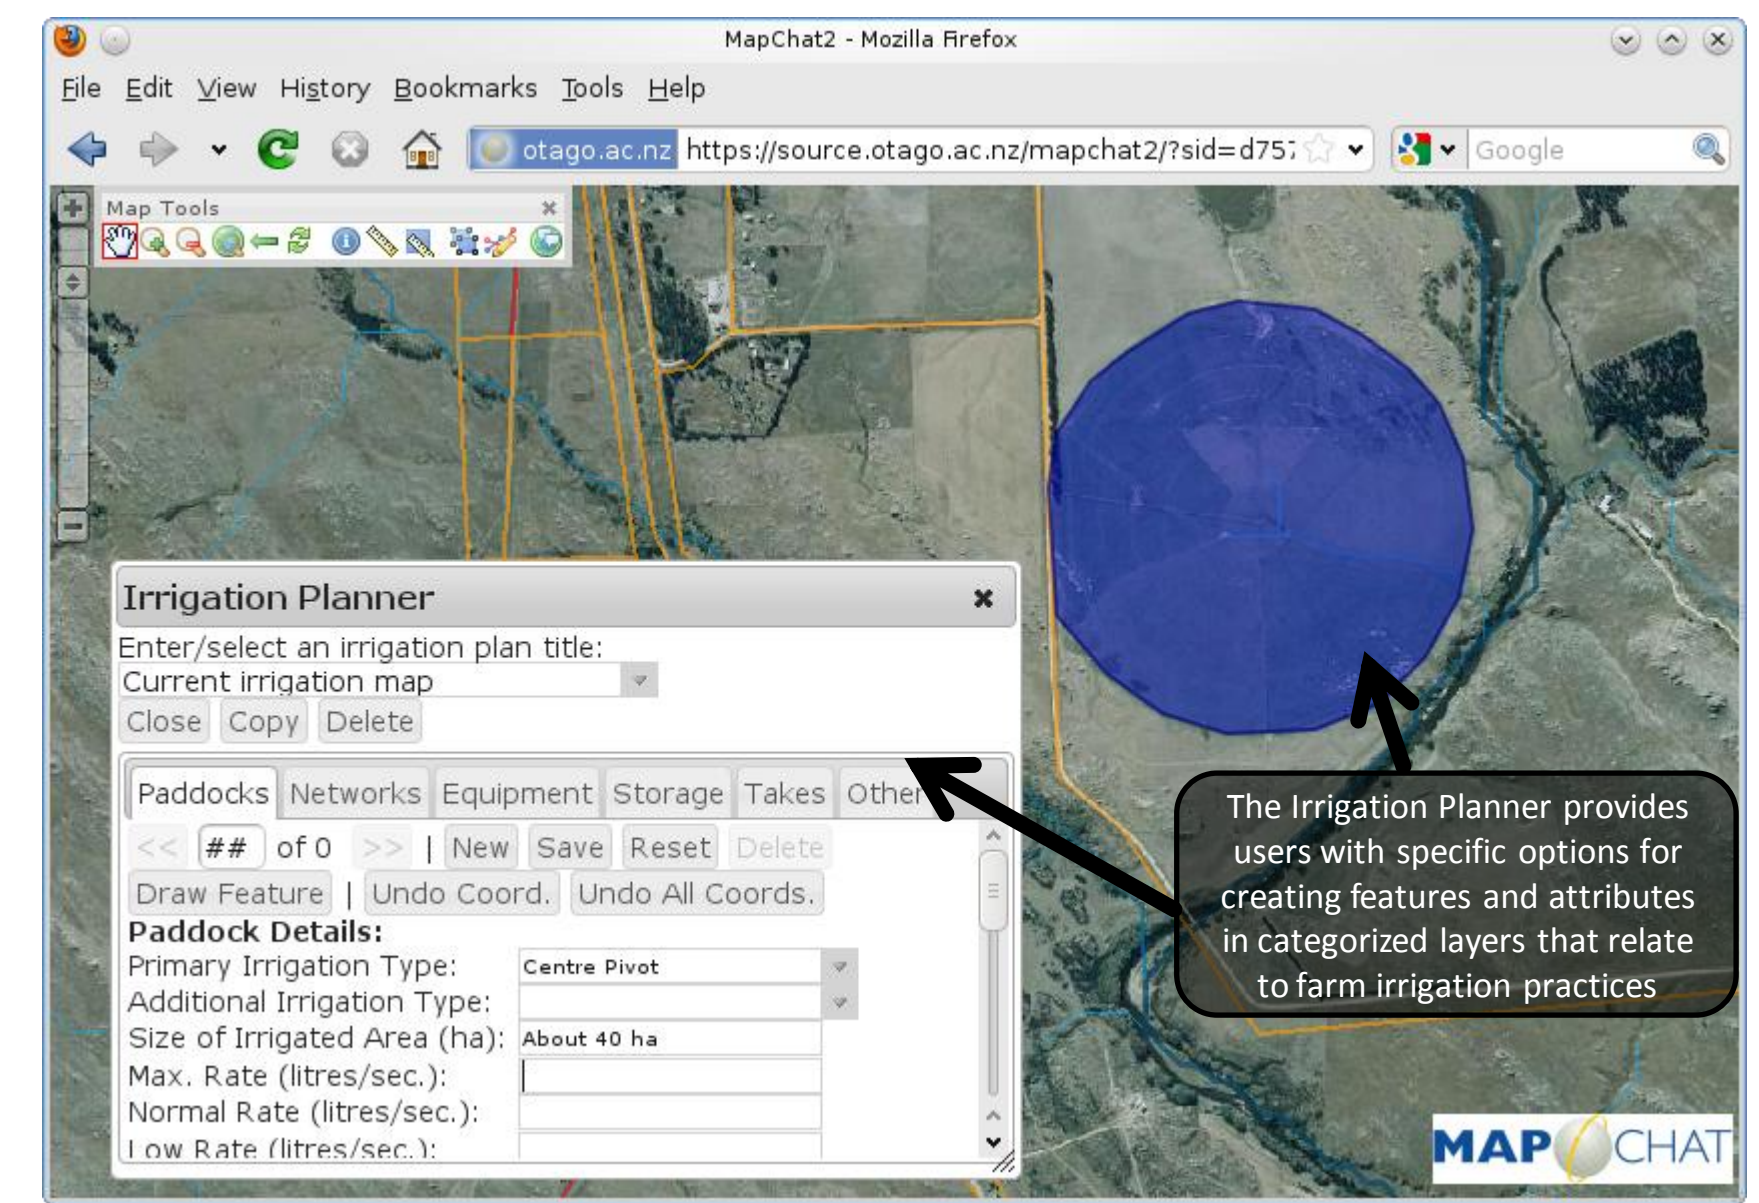 MapChat2 - Mozilla Firefox
File Edit View History Bookmarks Tools Help
otago.ac.nz https://source.otago.ac.nz/mapchat2/?sid=d757 Google
Map Tools
Irrigation Planner
Enter/select an irrigation plan title:
Current irrigation map
Close Copy Delete
Paddocks Networks Equipment Storage Takes Other
<< ## of 0 >> | New Save Reset Delete
Draw Feature | Undo Coord. Undo All Coords.
Paddock Details:
Primary Irrigation Type: Centre Pivot
Additional Irrigation Type:
Size of Irrigated Area (ha): About 40 ha
Max. Rate (litres/sec.):
Normal Rate (litres/sec.):
Low Rate (litres/sec.):
The Irrigation Planner provides
users with specific options for
creating features and attributes
in categorized layers that relate
to farm irrigation practices
MAP CHAT